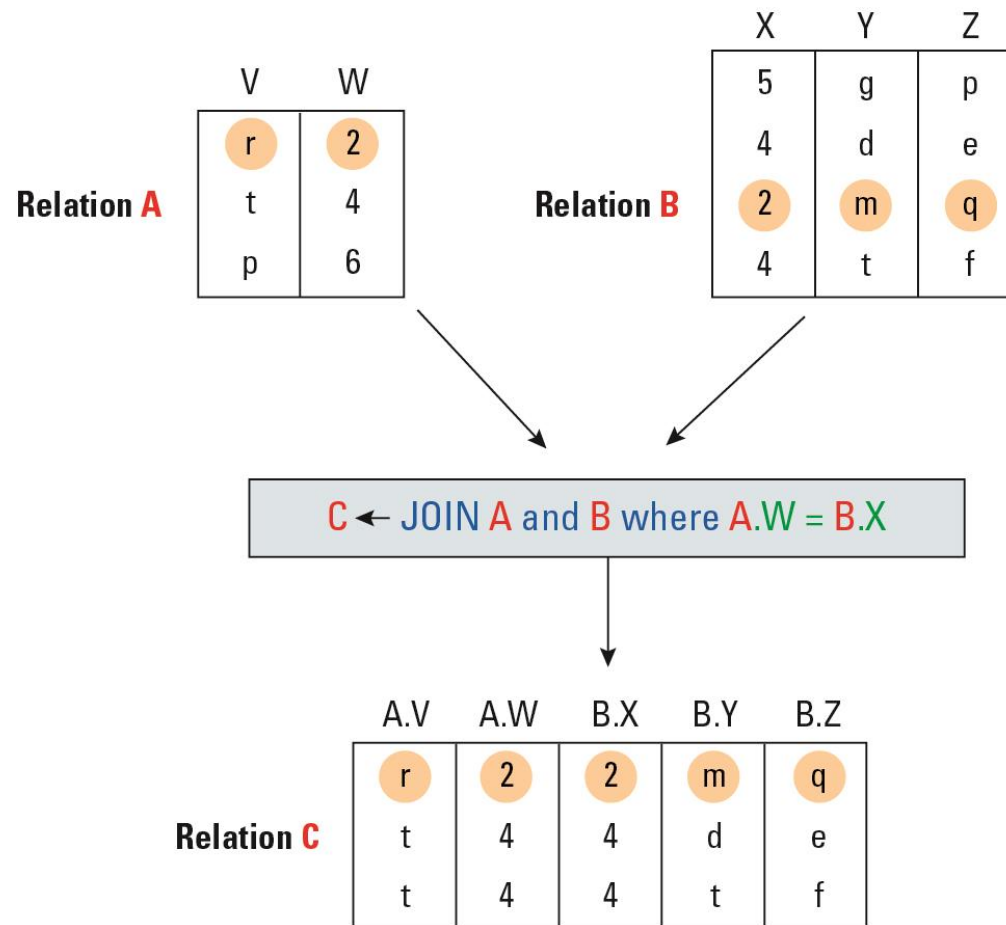 V W
r 2
Relation A t 4
p 6
X Y Z
5 g p
4 d e
Relation B 2 m q
4 t f
C ← JOIN A and B where A.W = B.X
A.V A.W B.X B.Y B.Z
r 2 2 m q
Relation C t 4 4 d e
t 4 4 t f